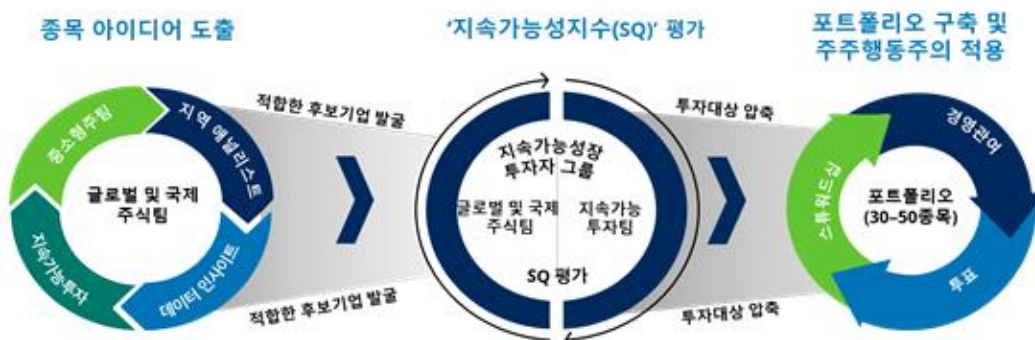 종목 아이디어 도출
중소형주팀
지역 애널리스트
글로벌 및 국제
주식팀
지속가능투자
데이터 인사이트
적합한 후보기업 발굴
적합한 후보기업 발굴
‘지속가능성지수(SQ)’ 평가
지속가능성장
투자자 그룹
글로벌 및 국제
주식팀
지속가능
투자팀
SQ 평가
투자대상 압축
투자대상 압축
포트폴리오 구축 및
주주행동주의 적용
경영관여
스튜워드십
포트폴리오
(30–50종목)
투표